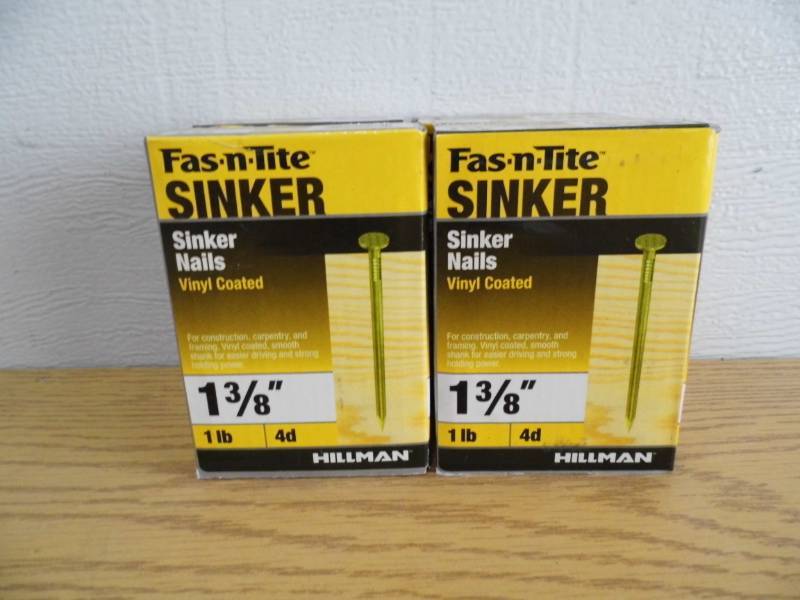 Fas-n-Tite™
SINKER
Sinker
Nails
Vinyl Coated
For construction, carpentry, and
framing. Vinyl coated, smooth
shank for easier driving and strong
holding power.
1 3/8"
1 lb 4d
HILLMAN
Fas-n-Tite™
SINKER
Sinker
Nails
Vinyl Coated
For construction, carpentry, and
framing. Vinyl coated, smooth
shank for easier driving and strong
holding power.
1 3/8"
1 lb 4d
HILLMAN